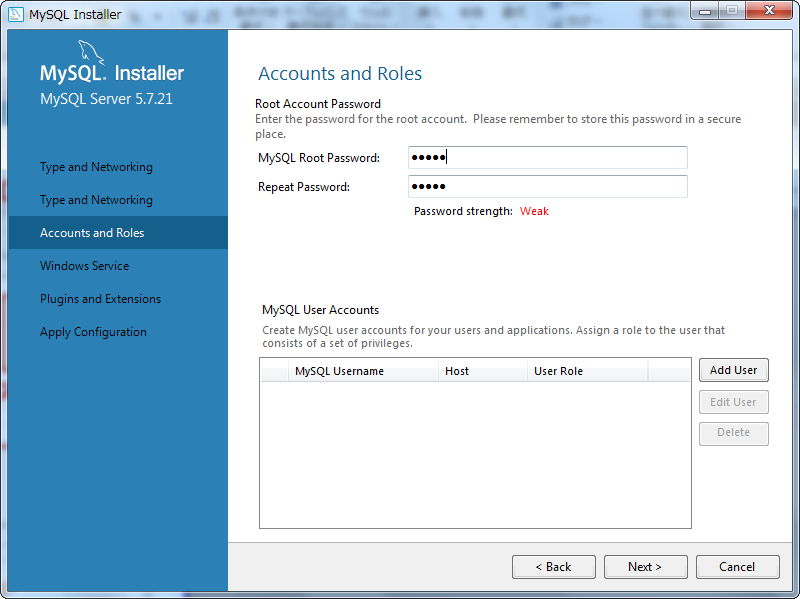 MySQL Installer
MySQL. Installer
MySQL Server 5.7.21
Type and Networking
Type and Networking
Accounts and Roles
Windows Service
Plugins and Extensions
Apply Configuration
Accounts and Roles
Root Account Password
Enter the password for the root account. Please remember to store this password in a secure
place.
MySQL Root Password: ●●●●●
Repeat Password: ●●●●●
Password strength: Weak
MySQL User Accounts
Create MySQL user accounts for your users and applications. Assign a role to the user that
consists of a set of privileges.
MySQL Username Host User Role
Add User
Edit User
Delete
< Back Next > Cancel